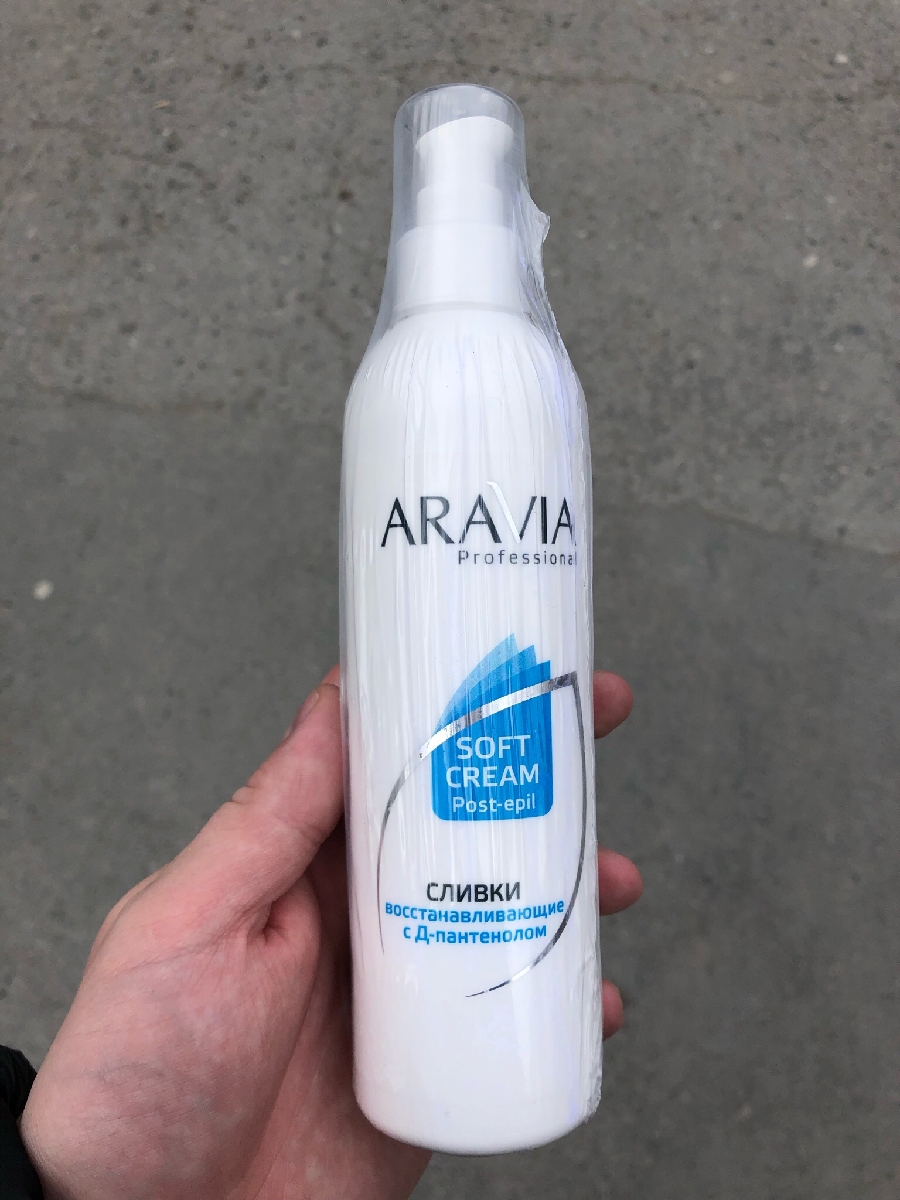 ARAVIA
Professional
SOFT
CREAM
Post-epil
СЛИВКИ
восстанавливающие
с Д-пантенолом